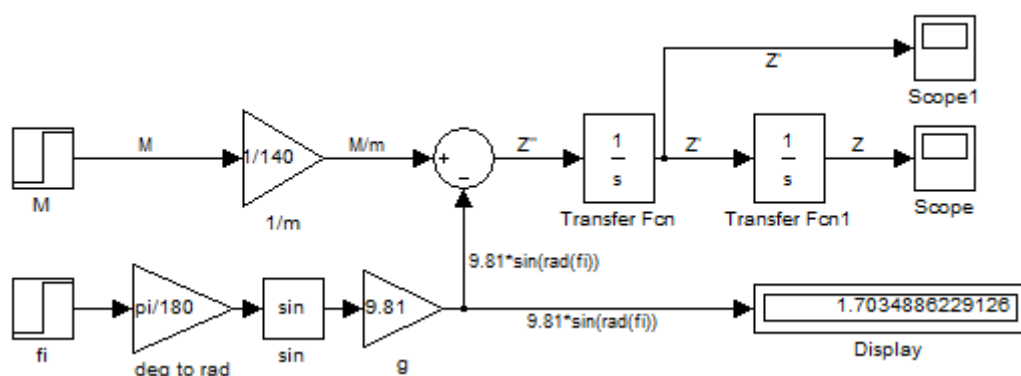 Z'
Scope1
M
1/140
M/m
+
−
Z''
1
s
Z'
1
s
Z
M
1/m
Transfer Fcn
Transfer Fcn1
Scope
9.81*sin(rad(fi))
pi/180
sin
9.81
1.7034886229126
9.81*sin(rad(fi))
fi
deg to rad
sin
g
Display